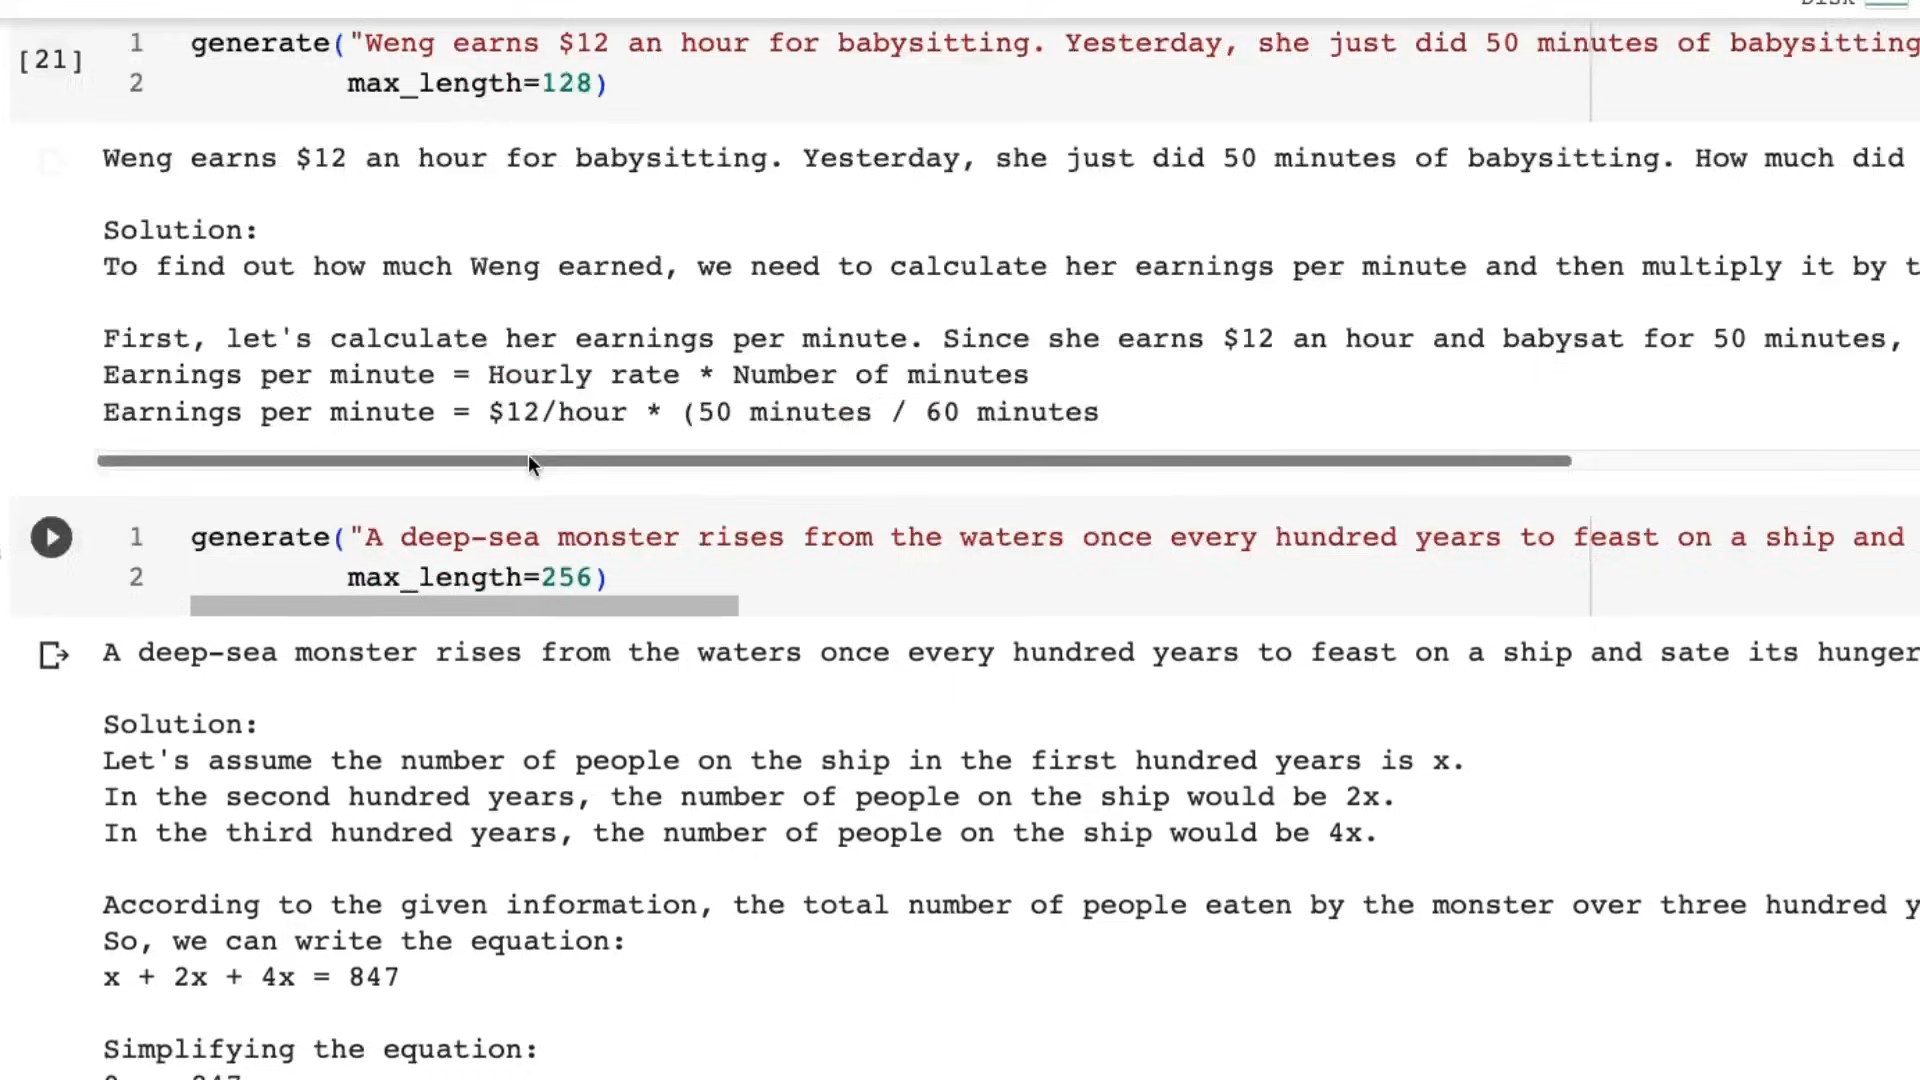 Disk
[21]
1 generate("Weng earns $12 an hour for babysitting. Yesterday, she just did 50 minutes of babysitting
2 max_length=128)
Weng earns $12 an hour for babysitting. Yesterday, she just did 50 minutes of babysitting. How much did
Solution:
To find out how much Weng earned, we need to calculate her earnings per minute and then multiply it by t
First, let's calculate her earnings per minute. Since she earns $12 an hour and babysat for 50 minutes,
Earnings per minute = Hourly rate * Number of minutes
Earnings per minute = $12/hour * (50 minutes / 60 minutes
1 generate("A deep-sea monster rises from the waters once every hundred years to feast on a ship and
2 max_length=256)
A deep-sea monster rises from the waters once every hundred years to feast on a ship and sate its hunger
Solution:
Let's assume the number of people on the ship in the first hundred years is x.
In the second hundred years, the number of people on the ship would be 2x.
In the third hundred years, the number of people on the ship would be 4x.
According to the given information, the total number of people eaten by the monster over three hundred y
So, we can write the equation:
x + 2x + 4x = 847
Simplifying the equation: